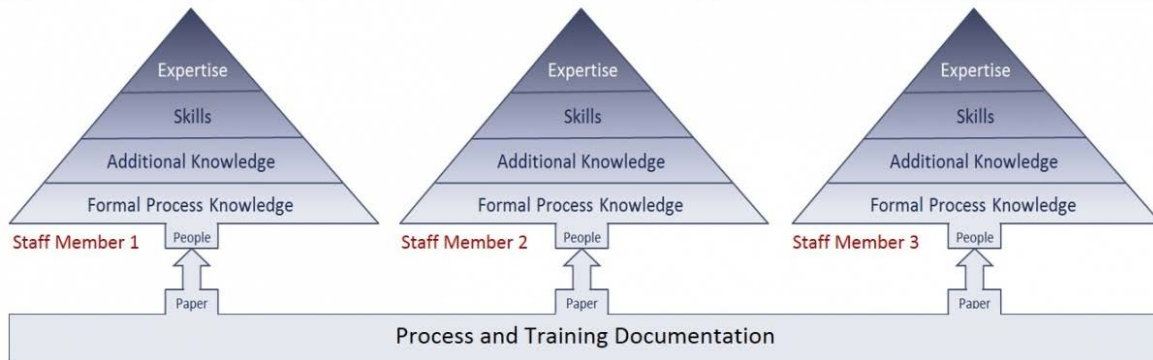 Expertise
Skills
Additional Knowledge
Formal Process Knowledge
People
Staff Member 1
Paper
Expertise
Skills
Additional Knowledge
Formal Process Knowledge
People
Staff Member 2
Paper
Expertise
Skills
Additional Knowledge
Formal Process Knowledge
People
Staff Member 3
Paper
Process and Training Documentation